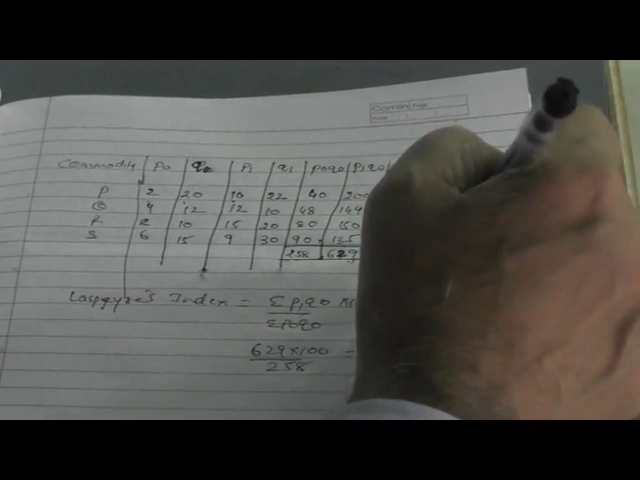 Commodity P0 q0 P1 q1 P0q0 P1q0
P 2 20 10 22 40 200
Q 4 12 12 10 48 144
R 8 10 15 20 80 150
S 6 15 9 30 90 135
258 629
Laspeyre's Index = ΣP1q0
ΣP0q0
629×100 =
258